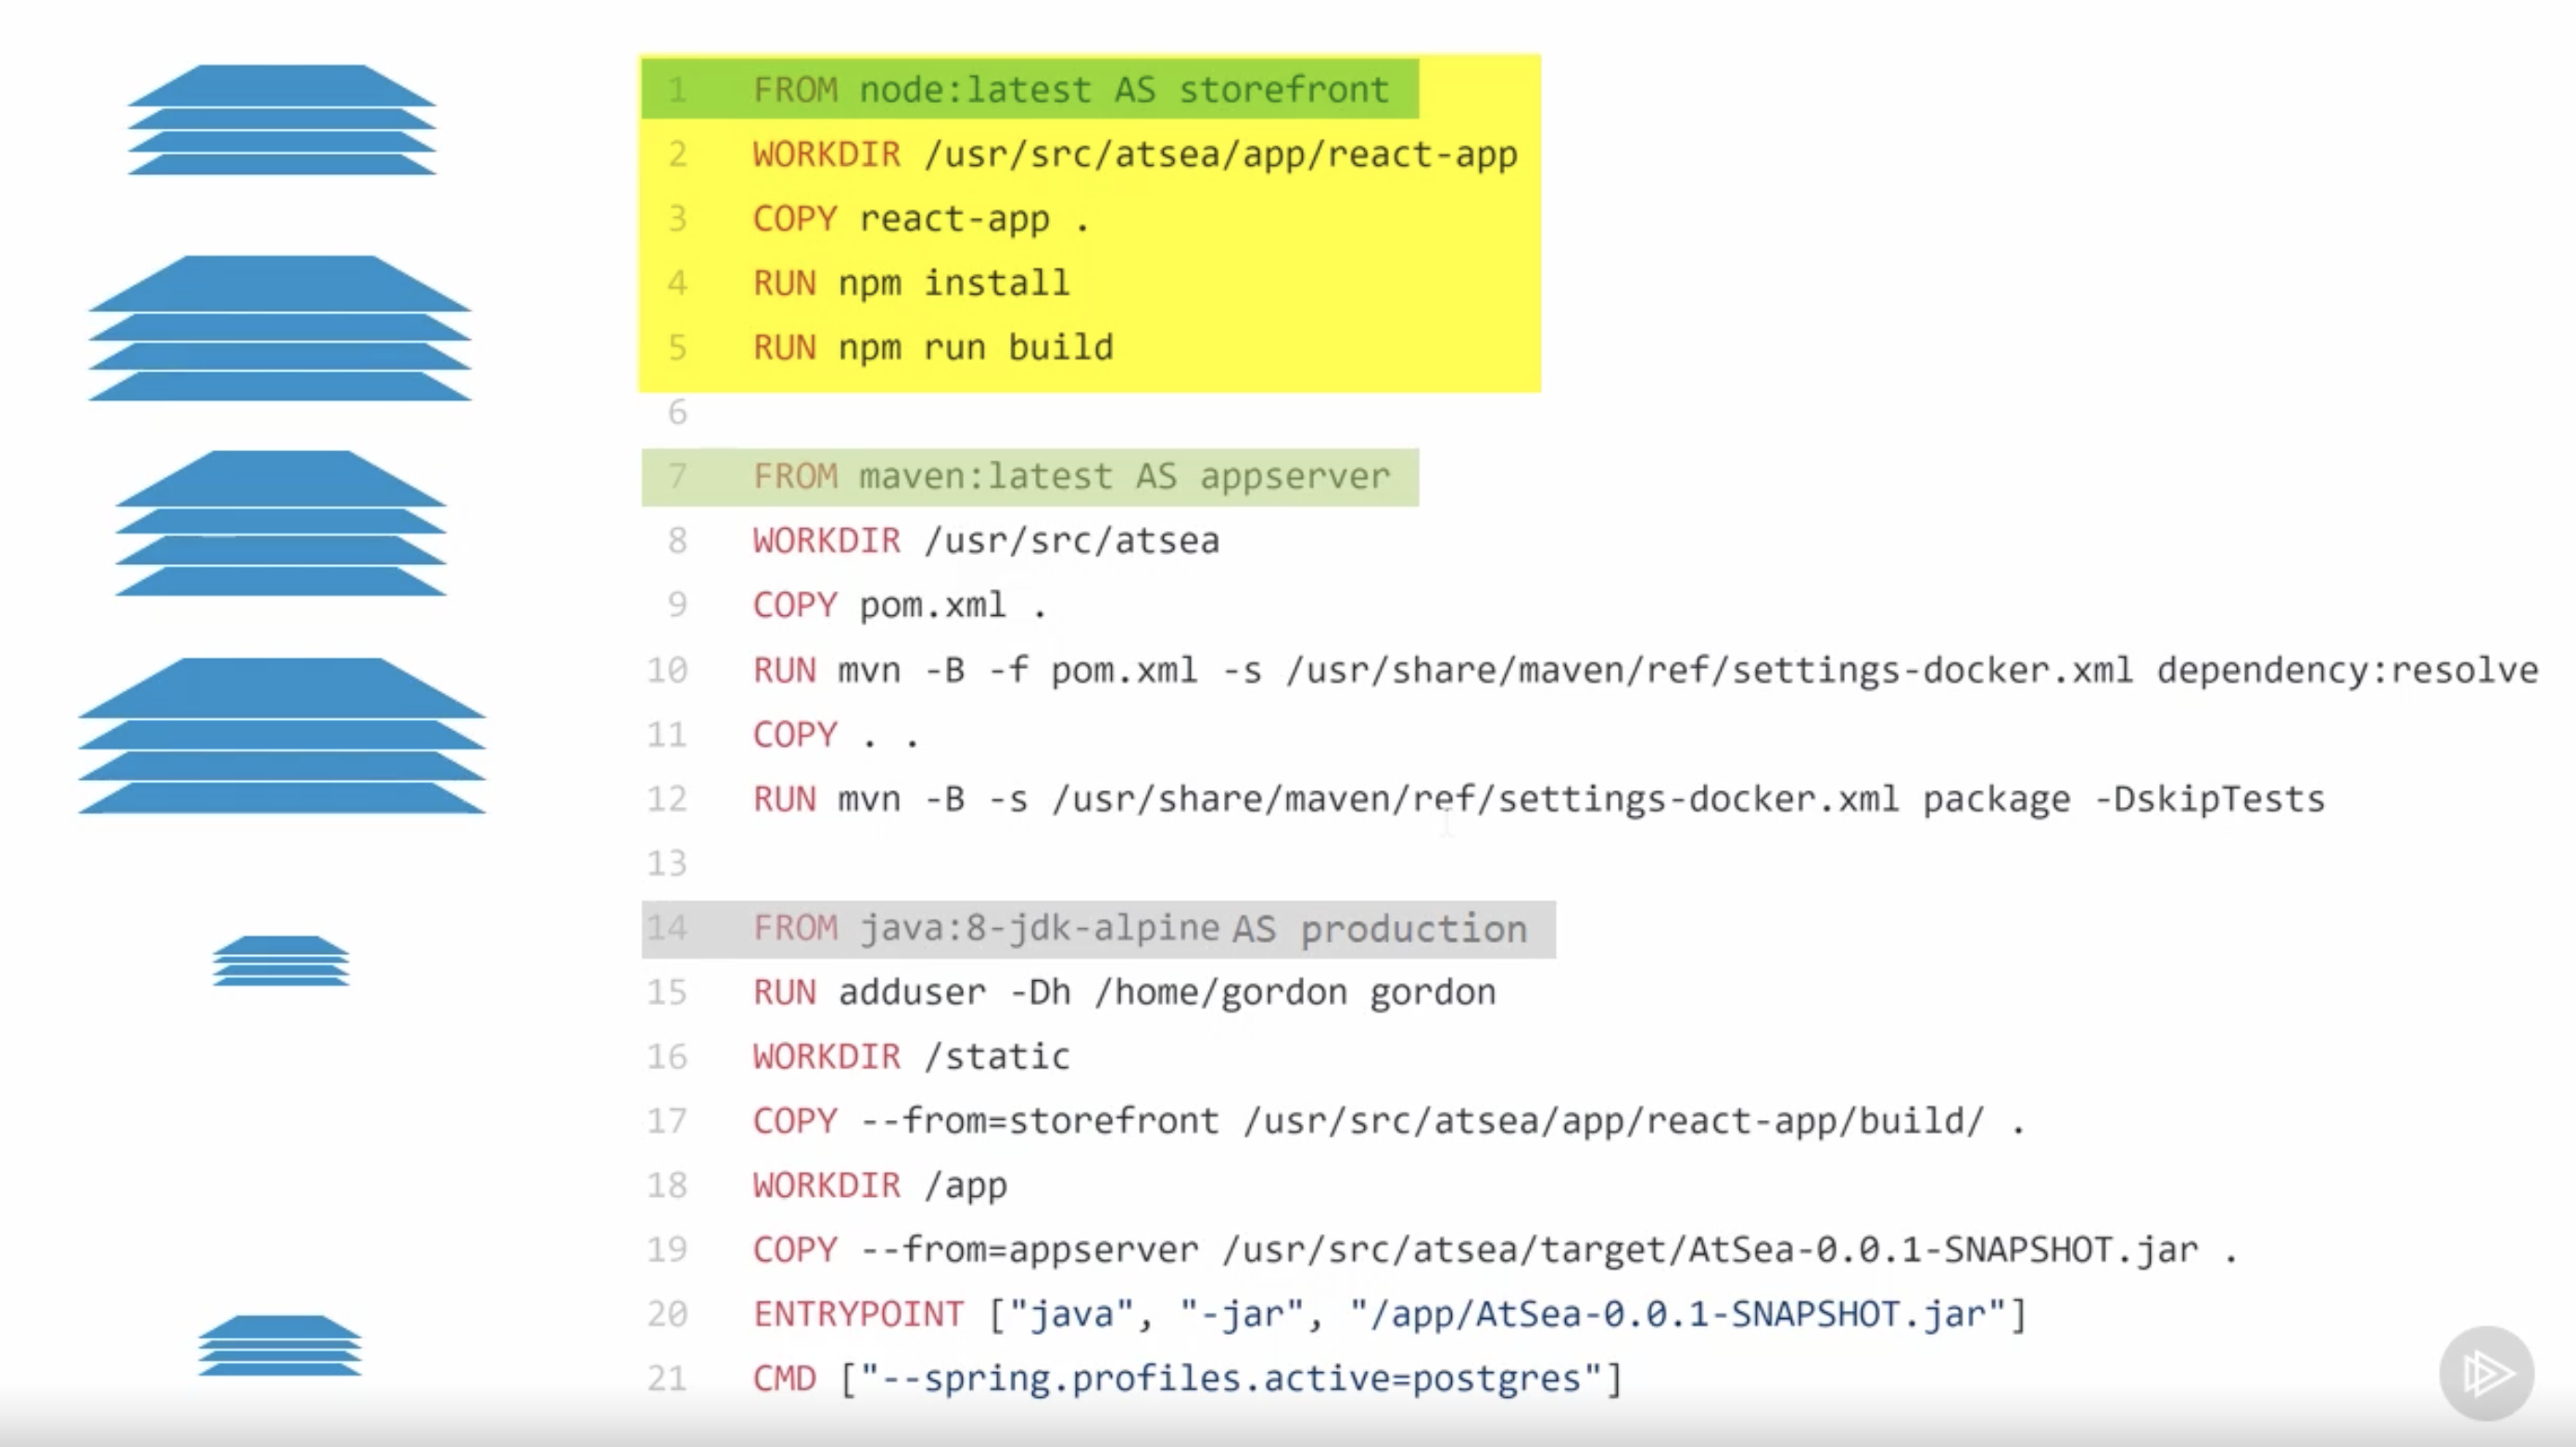 1 FROM node:latest AS storefront
2 WORKDIR /usr/src/atsea/app/react-app
3 COPY react-app .
4 RUN npm install
5 RUN npm run build
6
7 FROM maven:latest AS appserver
8 WORKDIR /usr/src/atsea
9 COPY pom.xml .
10 RUN mvn -B -f pom.xml -s /usr/share/maven/ref/settings-docker.xml dependency:resolve
11 COPY . .
12 RUN mvn -B -s /usr/share/maven/ref/settings-docker.xml package -DskipTests
13
14 FROM java:8-jdk-alpine AS production
15 RUN adduser -Dh /home/gordon gordon
16 WORKDIR /static
17 COPY --from=storefront /usr/src/atsea/app/react-app/build/ .
18 WORKDIR /app
19 COPY --from=appserver /usr/src/atsea/target/AtSea-0.0.1-SNAPSHOT.jar .
20 ENTRYPOINT ["java", "-jar", "/app/AtSea-0.0.1-SNAPSHOT.jar"]
21 CMD ["--spring.profiles.active=postgres"]